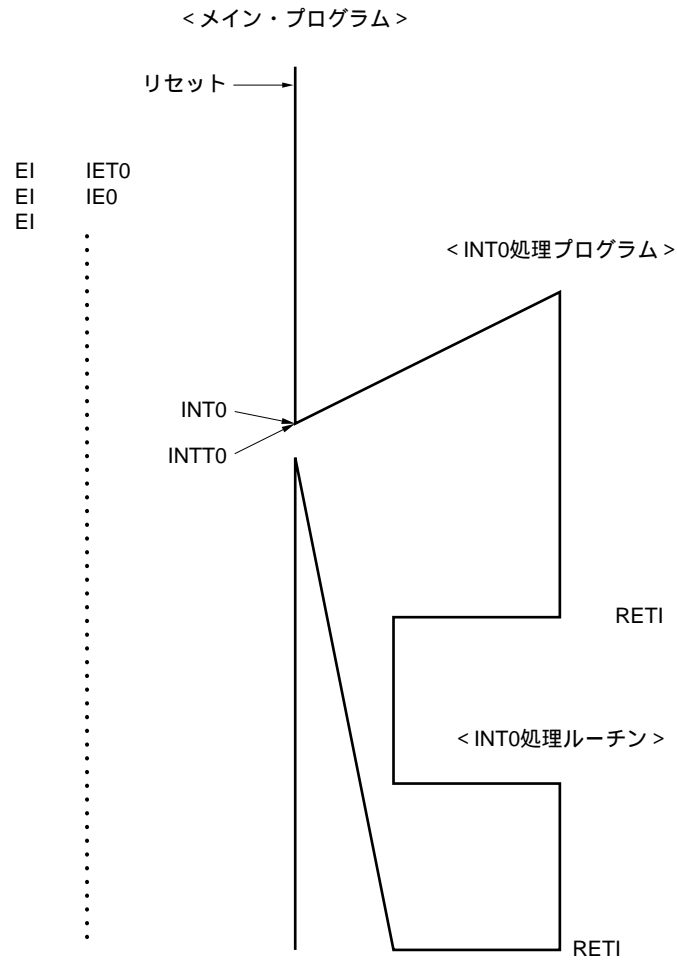 <メイン・プログラム>
リセット
EI IET0
EI IE0
EI
<INT0処理プログラム>
INT0
INTT0
RETI
<INT0処理ルーチン>
RETI